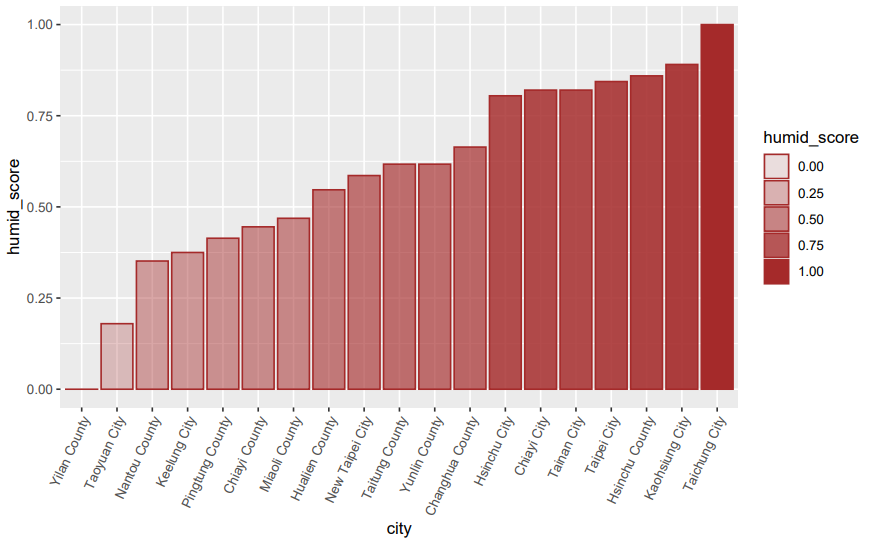 1.00
0.75
0.50
0.25
0.00
humid_score
Yilan County
Taoyuan City
Nantou County
Keelung City
Pingtung County
Chiayi County
Miaoli County
Hualien County
New Taipei City
Taitung County
Yunlin County
Changhua County
Hsinchu City
Chiayi City
Tainan City
Taipei City
Hsinchu County
Kaohsiung City
Taichung City
city
humid_score
0.00
0.25
0.50
0.75
1.00